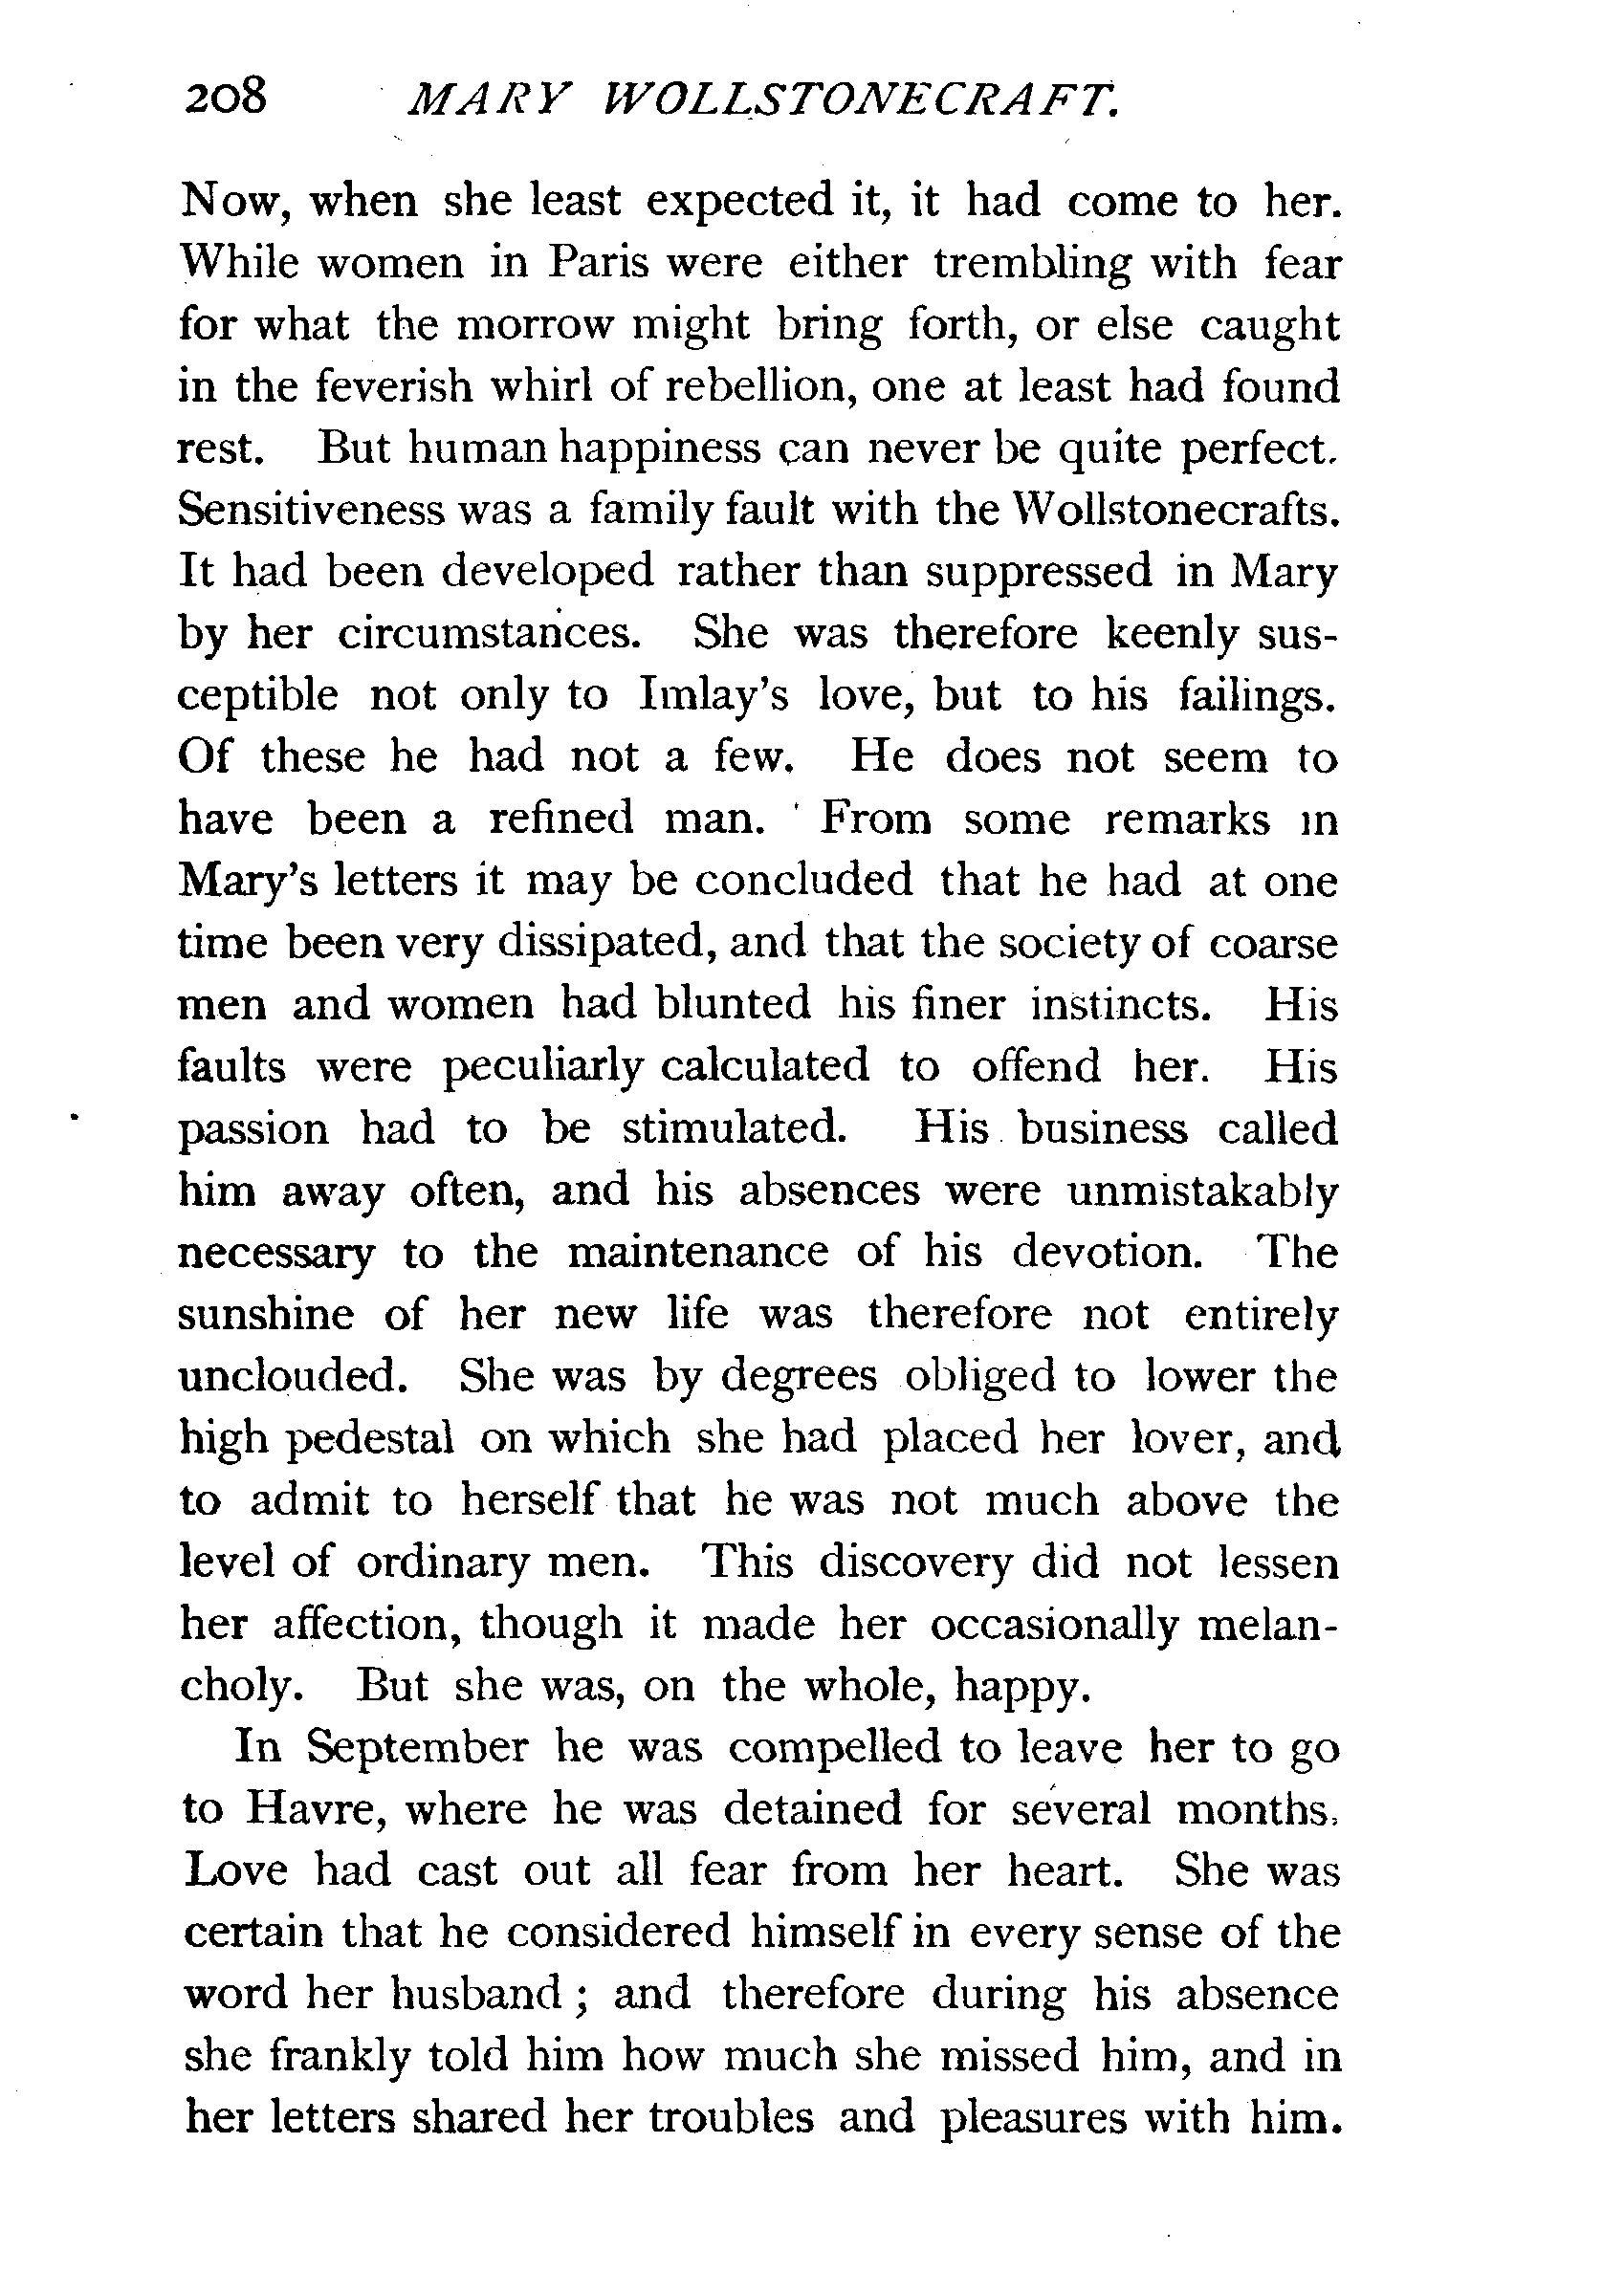 208 MARY WOLLSTONECRAFT.
Now, when she least expected it, it had come to her.
While women in Paris were either trembling with fear
for what the morrow might bring forth, or else caught
in the feverish whirl of rebellion, one at least had found
rest. But human happiness can never be quite perfect.
Sensitiveness was a family fault with the Wollstonecrafts.
It had been developed rather than suppressed in Mary
by her circumstances. She was therefore keenly sus-
ceptible not only to Imlay's love, but to his failings.
Of these he had not a few. He does not seem to
have been a refined man. From some remarks in
Mary's letters it may be concluded that he had at one
time been very dissipated, and that the society of coarse
men and women had blunted his finer instincts. His
faults were peculiarly calculated to offend her. His
passion had to be stimulated. His business called
him away often, and his absences were unmistakably
necessary to the maintenance of his devotion. The
sunshine of her new life was therefore not entirely
unclouded. She was by degrees obliged to lower the
high pedestal on which she had placed her lover, and
to admit to herself that he was not much above the
level of ordinary men. This discovery did not lessen
her affection, though it made her occasionally melan-
choly. But she was, on the whole, happy.
In September he was compelled to leave her to go
to Havre, where he was detained for several months.
Love had cast out all fear from her heart. She was
certain that he considered himself in every sense of the
word her husband ; and therefore during his absence
she frankly told him how much she missed him, and in
her letters shared her troubles and pleasures with him.